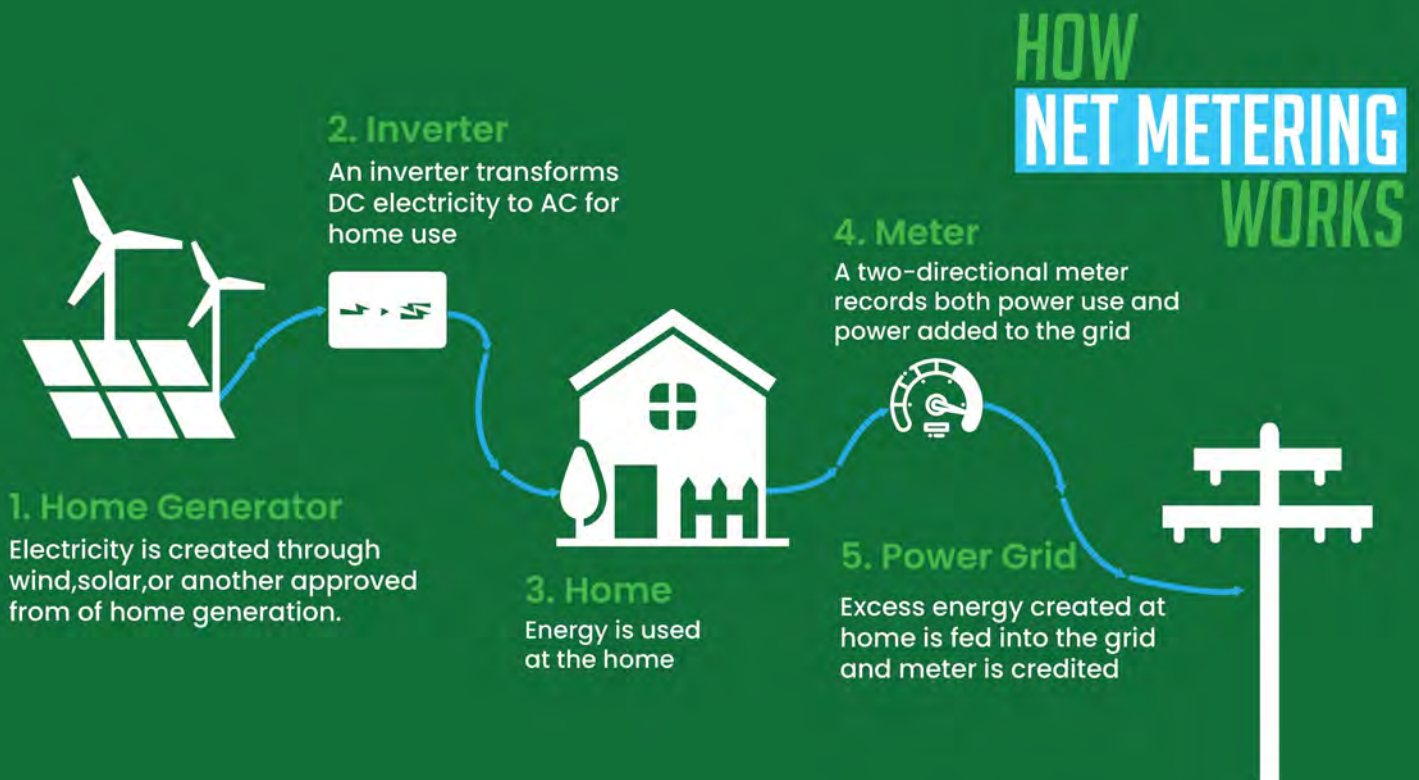 HOW
NET METERING
WORKS
1. Home Generator
Electricity is created through
wind,solar,or another approved
from of home generation.
2. Inverter
An inverter transforms
DC electricity to AC for
home use
3. Home
Energy is used
at the home
4. Meter
A two-directional meter
records both power use and
power added to the grid
5. Power Grid
Excess energy created at
home is fed into the grid
and meter is credited